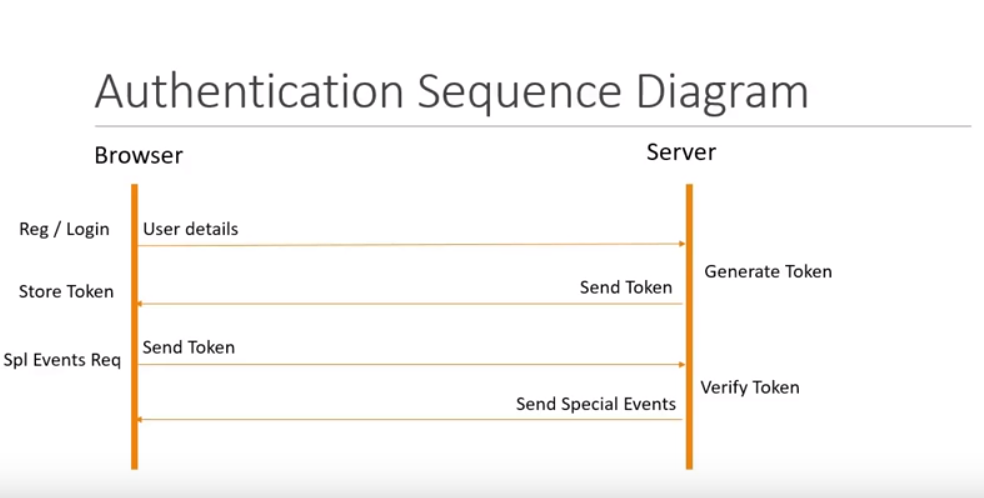 Authentication Sequence Diagram
Browser
Server
Reg / Login
User details
Generate Token
Store Token
Send Token
Spl Events Req
Send Token
Verify Token
Send Special Events